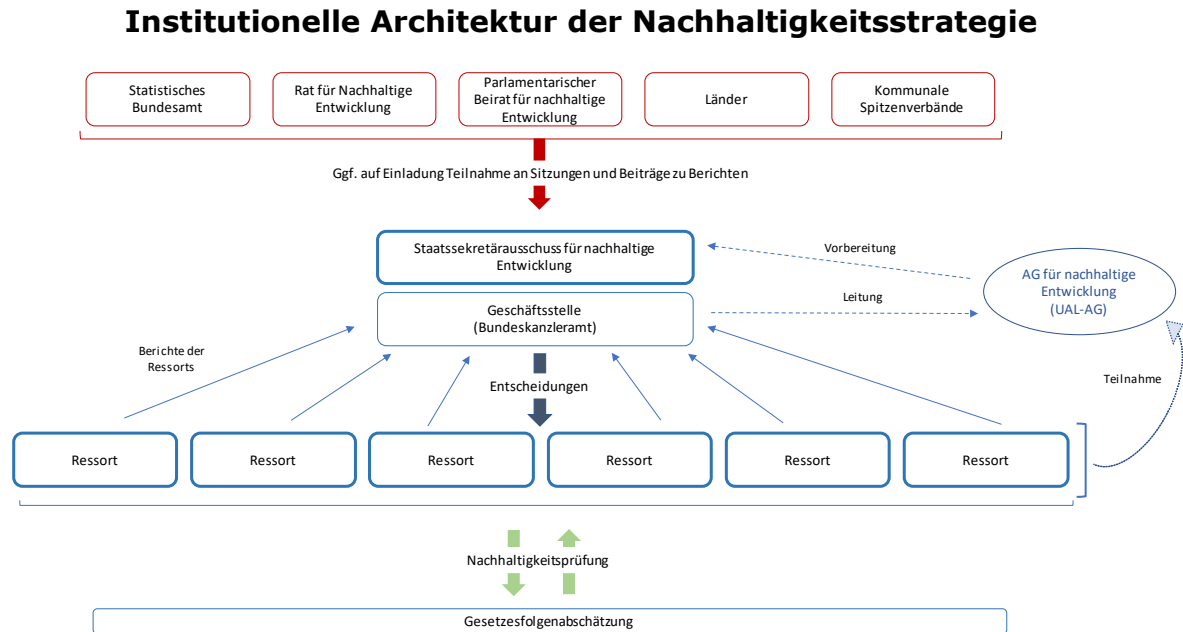 Institutionelle Architektur der Nachhaltigkeitsstrategie
Statistisches
Bundesamt
Rat für Nachhaltige
Entwicklung
Parlamentarischer
Beirat für nachhaltige
Entwicklung
Länder
Kommunale
Spitzenverbände
Ggf. auf Einladung Teilnahme an Sitzungen und Beiträge zu Berichten
Staatssekretärausschuss für nachhaltige
Entwicklung
Vorbereitung
AG für nachhaltige
Entwicklung
(UAL-AG)
Geschäftsstelle
(Bundeskanzleramt)
Leitung
Berichte der
Ressorts
Entscheidungen
Teilnahme
Ressort
Ressort
Ressort
Ressort
Ressort
Ressort
Nachhaltigkeitsprüfung
Gesetzesfolgenabschätzung